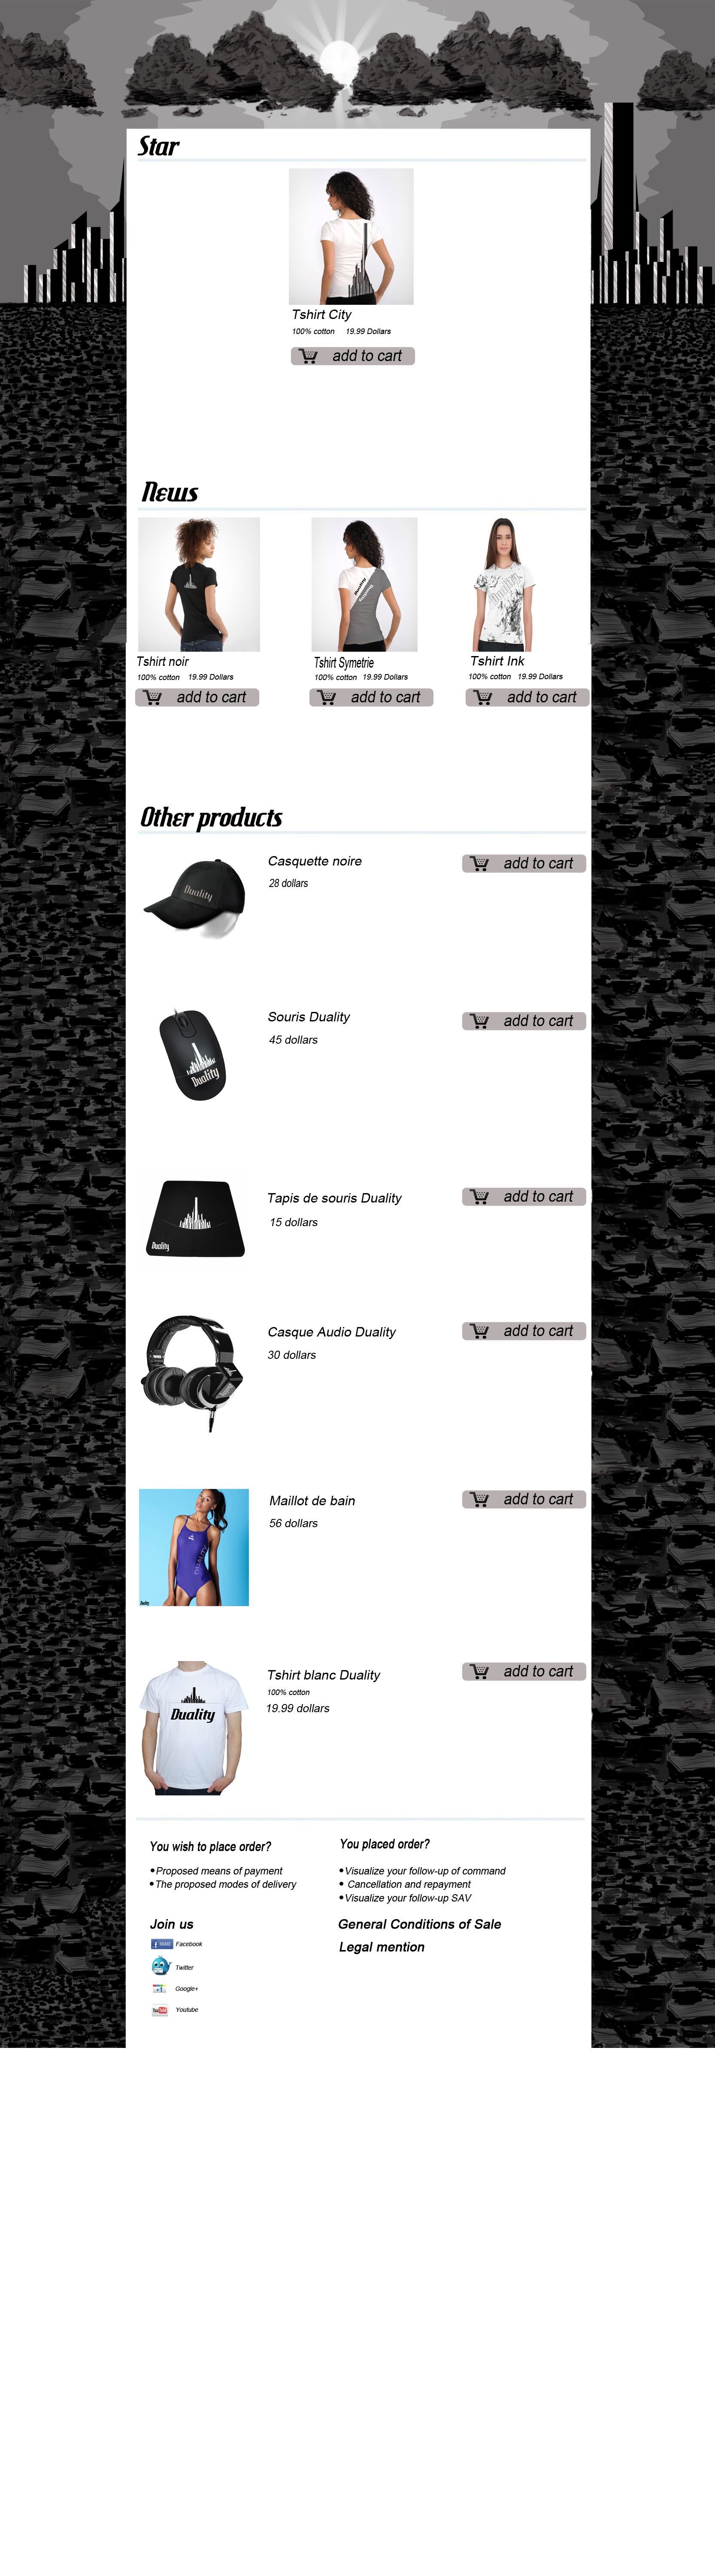 Star
Tshirt City
100% cotton 19.99 Dollars
add to cart
News
Duality
Duality
Duality
Tshirt noir
100% cotton 19.99 Dollars
add to cart
Tshirt Symetrie
100% cotton 19.99 Dollars
add to cart
Tshirt Ink
100% cotton 19.99 Dollars
add to cart
Other products
Duality
Casquette noire
28 dollars
add to cart
Duality
Souris Duality
45 dollars
add to cart
Duality
Tapis de souris Duality
15 dollars
add to cart
Casque Audio Duality
30 dollars
add to cart
Maillot de bain
56 dollars
add to cart
Duality
Tshirt blanc Duality
100% cotton
19.99 dollars
add to cart
You wish to place order?
•Proposed means of payment
•The proposed modes of delivery
You placed order?
•Visualize your follow-up of command
• Cancellation and repayment
•Visualize your follow-up SAV
Join us
Facebook
Twitter
Google+
Youtube
General Conditions of Sale
Legal mention